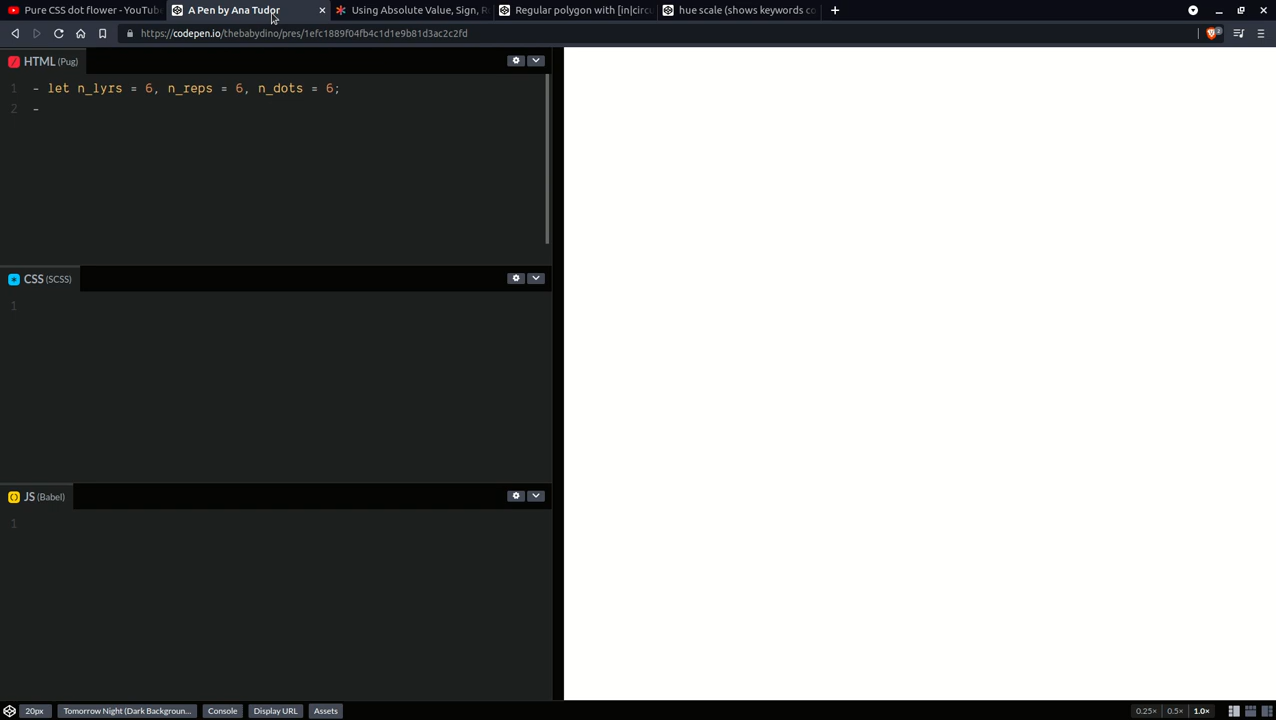 Pure CSS dot flower - YouTube
A Pen by Ana Tudor
Using Absolute Value, Sign, R
Regular polygon with [in|circu
hue scale (shows keywords co
https://codepen.io/thebabydino/pres/1efc1889f04fb4c1d1e9b81d3ac2c2fd
2
HTML (Pug)
1 - let n_lyrs = 6, n_reps = 6, n_dots = 6;
2 -
CSS (SCSS)
1
JS (Babel)
1
20px Tomorrow Night (Dark Backgroun... Console Display URL Assets 0.25× 0.5× 1.0×